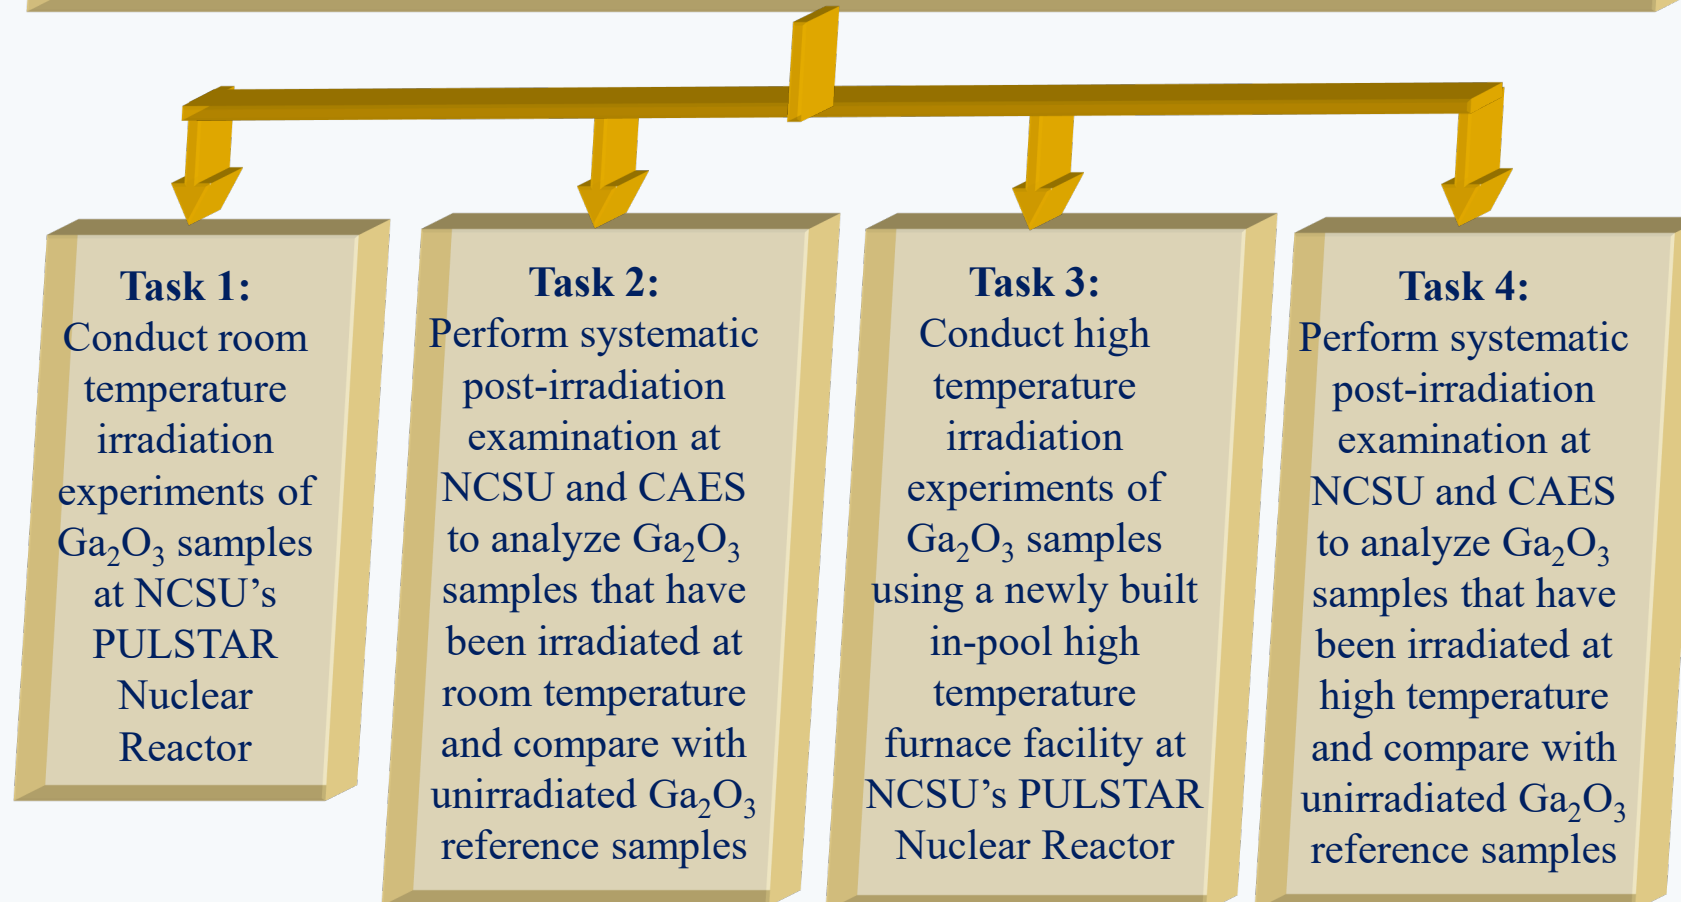 Task 1:
Conduct room
temperature
irradiation
experiments of
Ga₂O₃ samples
at NCSU’s
PULSTAR
Nuclear
Reactor
Task 2:
Perform systematic
post-irradiation
examination at
NCSU and CAES
to analyze Ga₂O₃
samples that have
been irradiated at
room temperature
and compare with
unirradiated Ga₂O₃
reference samples
Task 3:
Conduct high
temperature
irradiation
experiments of
Ga₂O₃ samples
using a newly built
in-pool high
temperature
furnace facility at
NCSU’s PULSTAR
Nuclear Reactor
Task 4:
Perform systematic
post-irradiation
examination at
NCSU and CAES
to analyze Ga₂O₃
samples that have
been irradiated at
high temperature
and compare with
unirradiated Ga₂O₃
reference samples